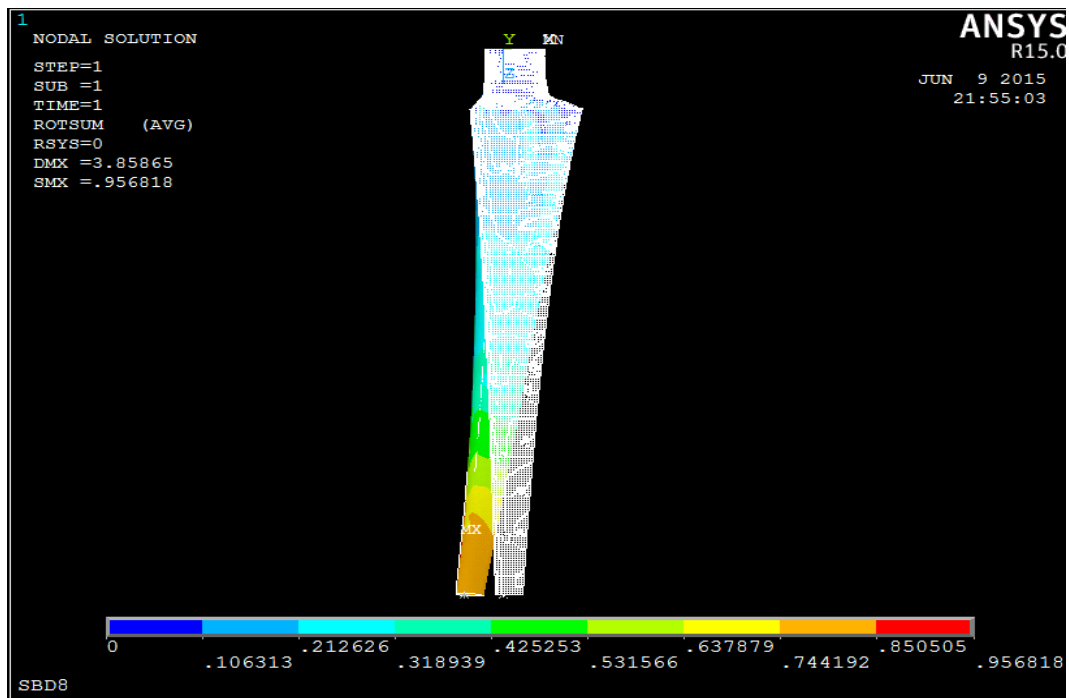 1
NODAL SOLUTION
STEP=1
SUB =1
TIME=1
ROTSUM (AVG)
RSYS=0
DMX =3.85865
SMX =.956818
ANSYS
R15.0
JUN 9 2015
21:55:03
Y
Z
MX
0 .212626 .425253 .637879 .850505
.106313 .318939 .531566 .744192 .956818
SBD8